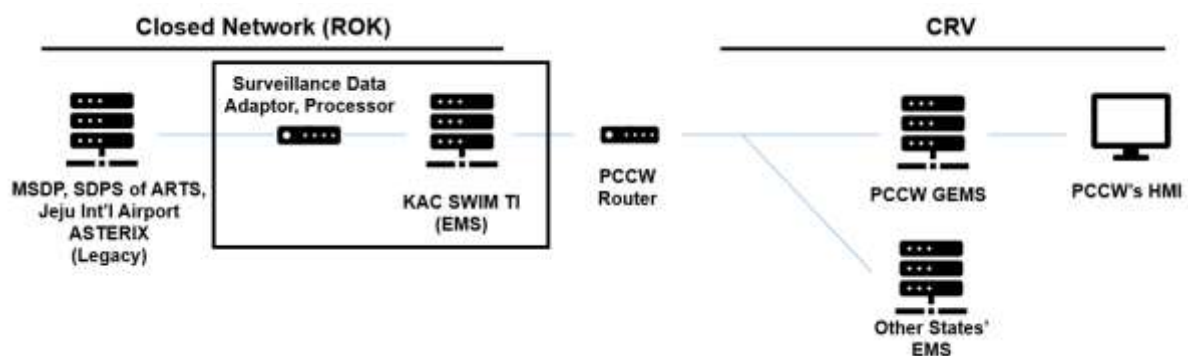 Closed Network (ROK)
CRV
Surveillance Data
Adaptor, Processor
MSDP, SDPS of ARTS,
Jeju Int'l Airport
ASTERIX
(Legacy)
KAC SWIM TI
(EMS)
PCCW
Router
PCCW GEMS
PCCW's HMI
Other States'
EMS